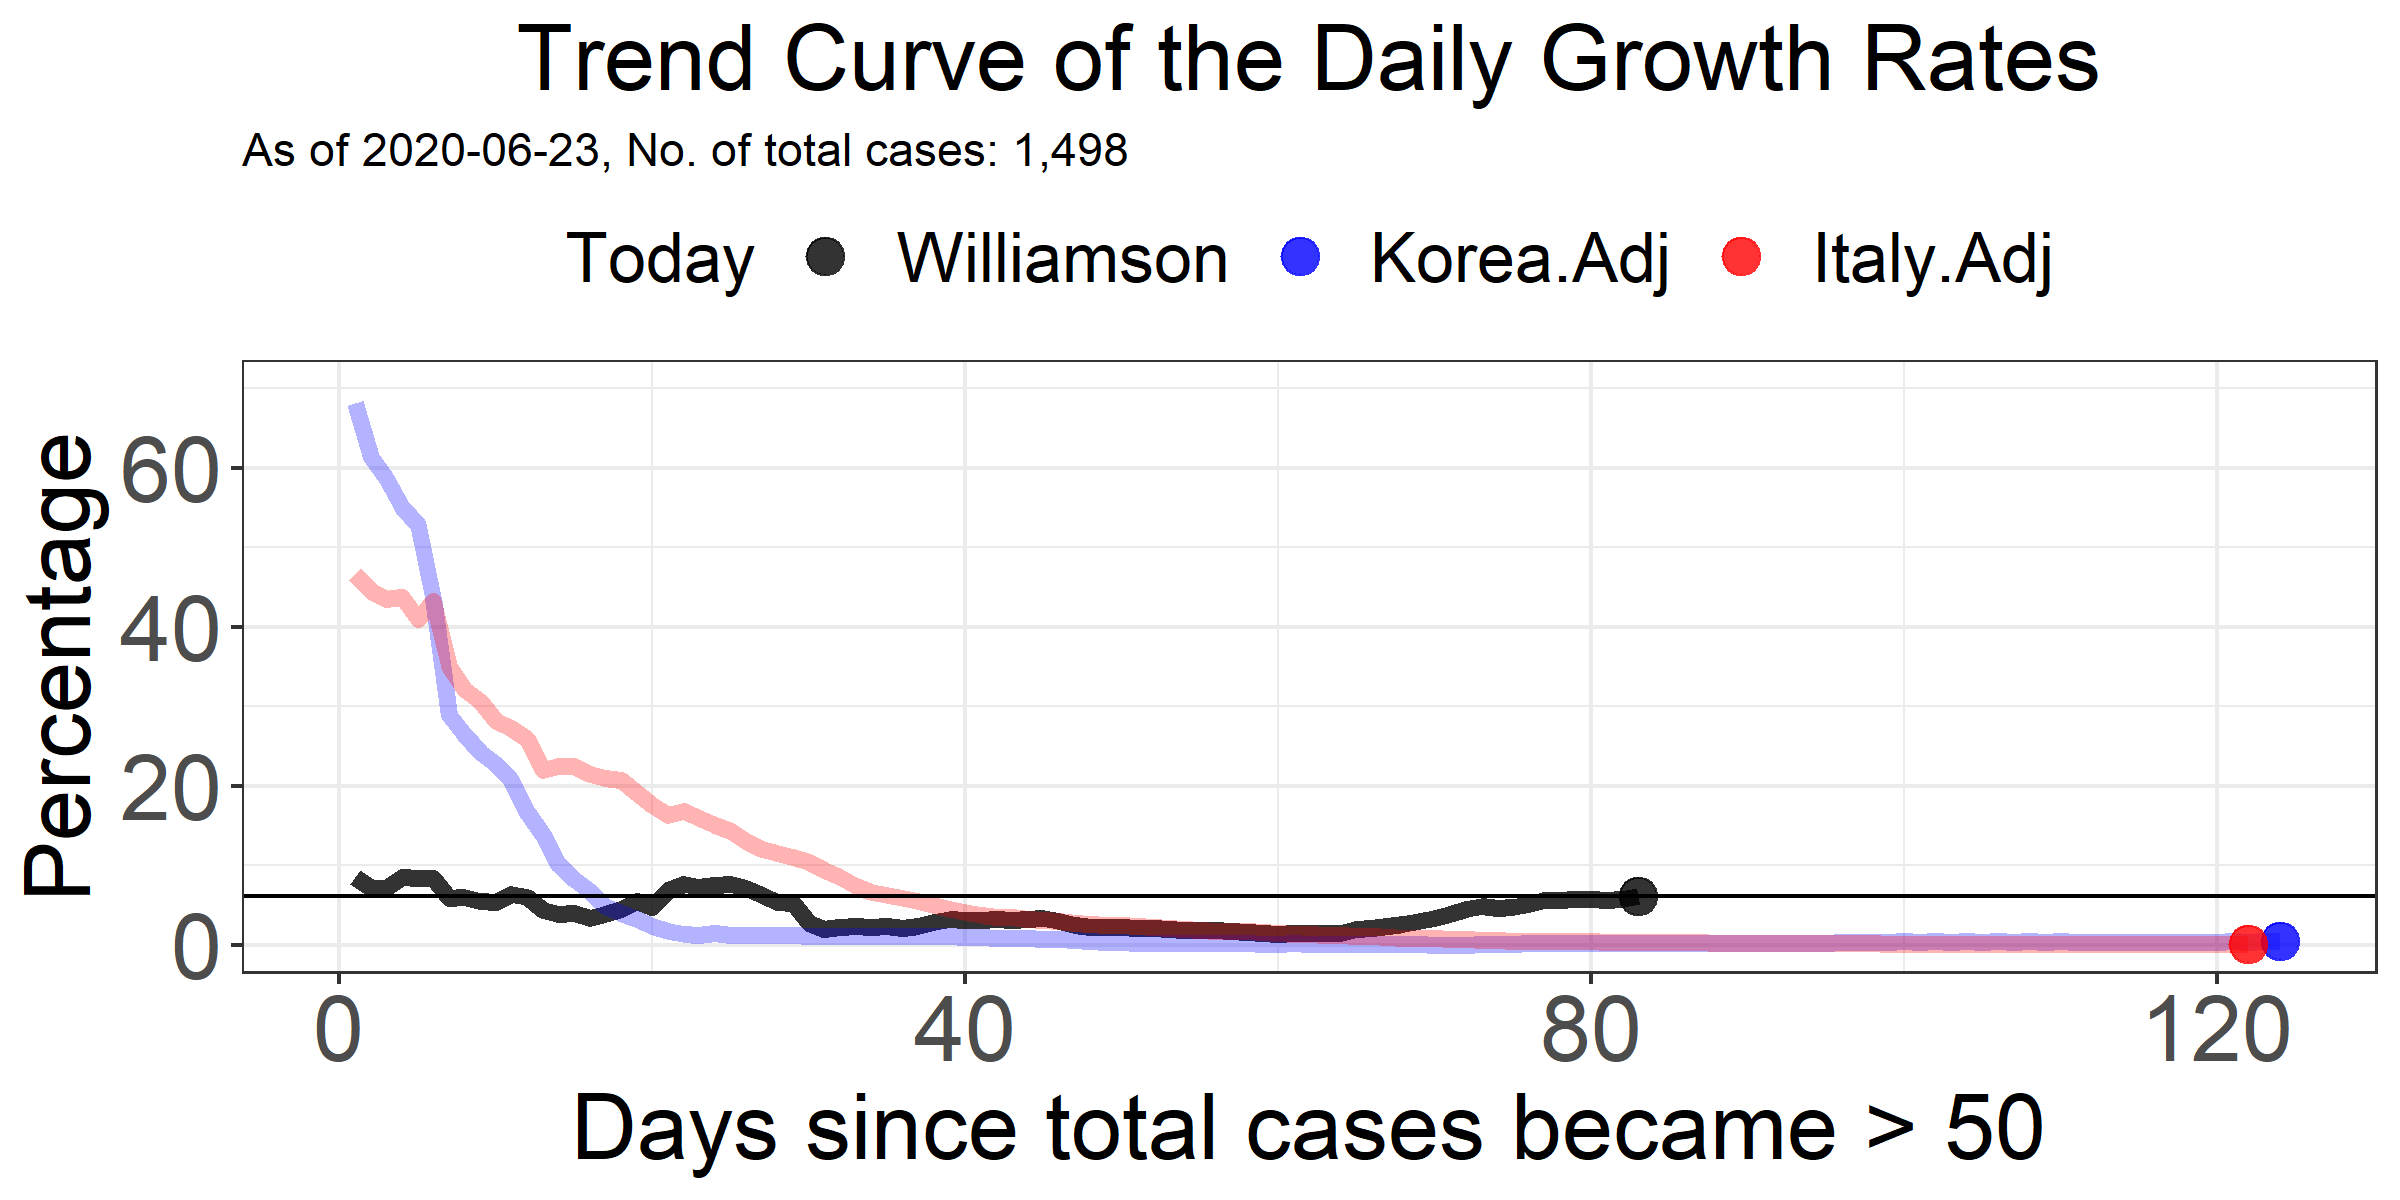 Trend Curve of the Daily Growth Rates
As of 2020-06-23, No. of total cases: 1,498
Today Williamson Korea.Adj Italy.Adj
Percentage
60
40
20
0
0 40 80 120
Days since total cases became > 50